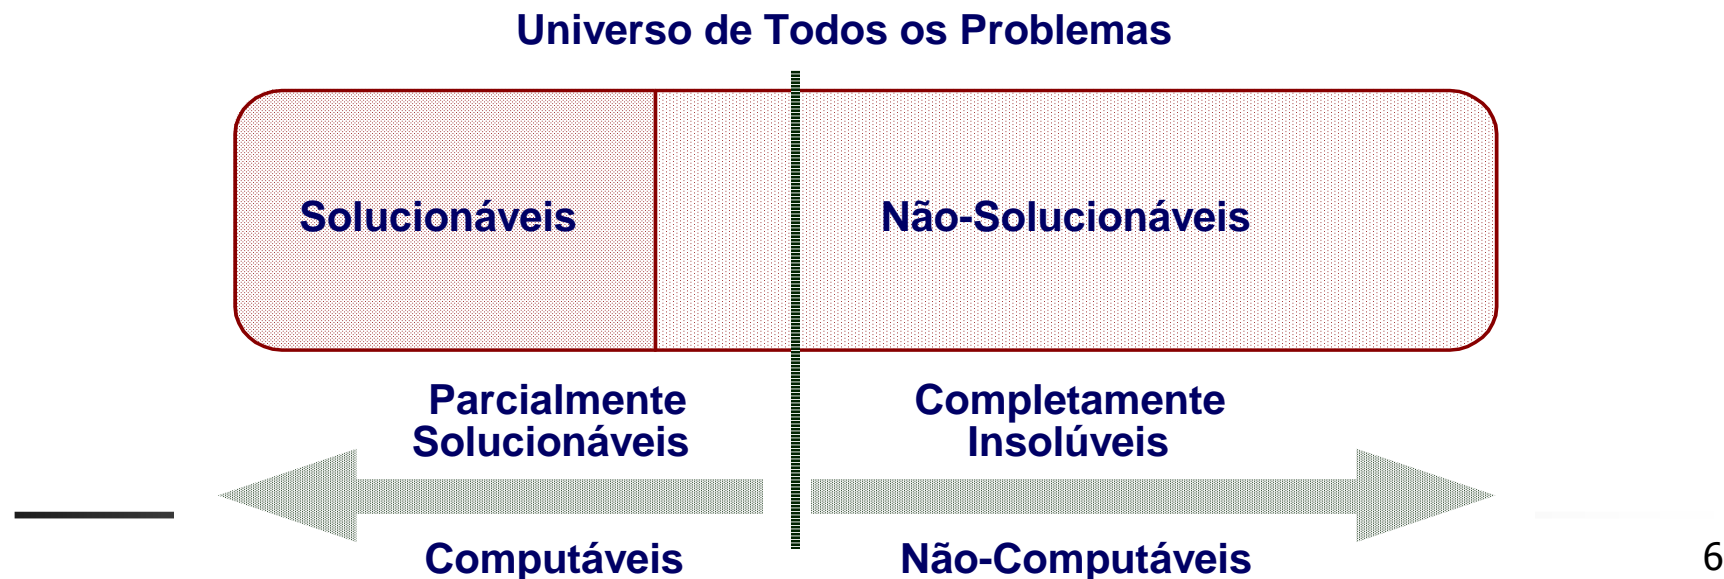 Universo de Todos os Problemas
Solucionáveis
Não-Solucionáveis
Parcialmente
Solucionáveis
Completamente
Insolúveis
Computáveis
Não-Computáveis
6